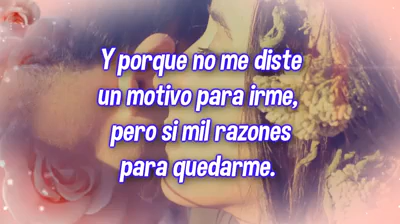 Y porque no me diste
un motivo para irme,
pero si mil razones
para quedarme.